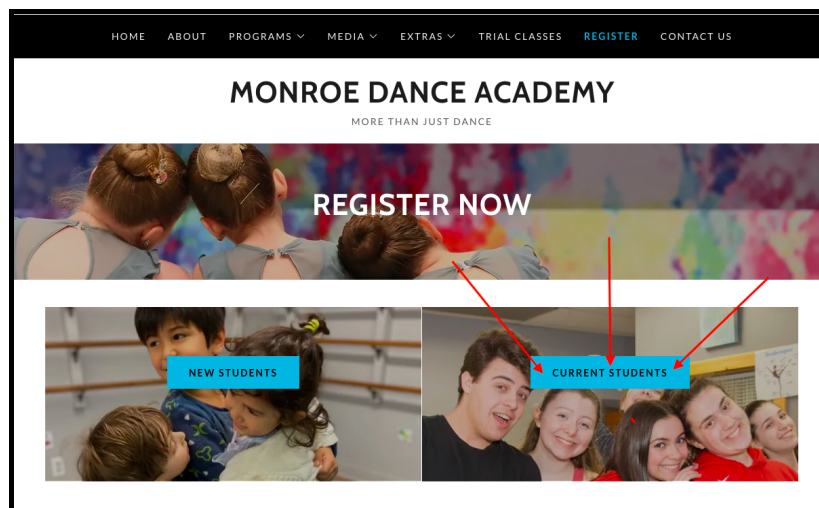 HOME ABOUT PROGRAMS MEDIA EXTRAS TRIAL CLASSES REGISTER CONTACT US
MONROE DANCE ACADEMY
MORE THAN JUST DANCE
REGISTER NOW
NEW STUDENTS
CURRENT STUDENTS